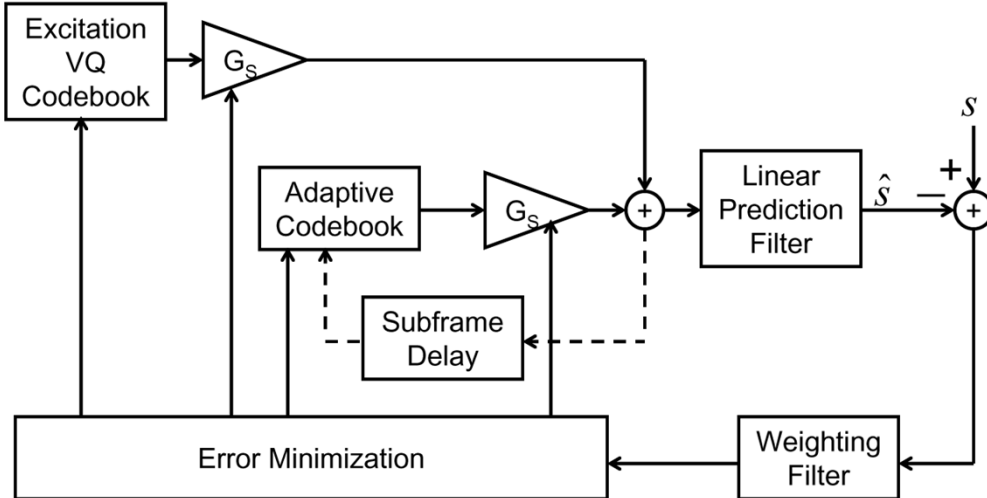 Excitation
VQ
Codebook
G_S
s
Adaptive
Codebook
G_S
+
Linear
Prediction
Filter
ŝ
+
−
+
Subframe
Delay
Error Minimization
Weighting
Filter